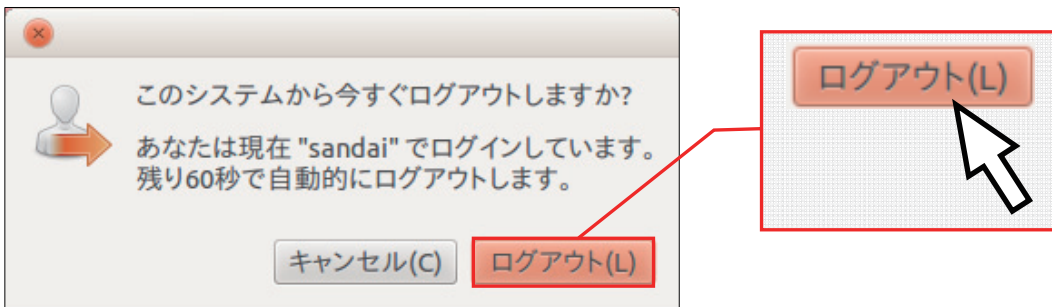 このシステムから今すぐログアウトしますか?
あなたは現在 "sandai" でログインしています。
残り60秒で自動的にログアウトします。
キャンセル(C)
ログアウト(L)
ログアウト(L)